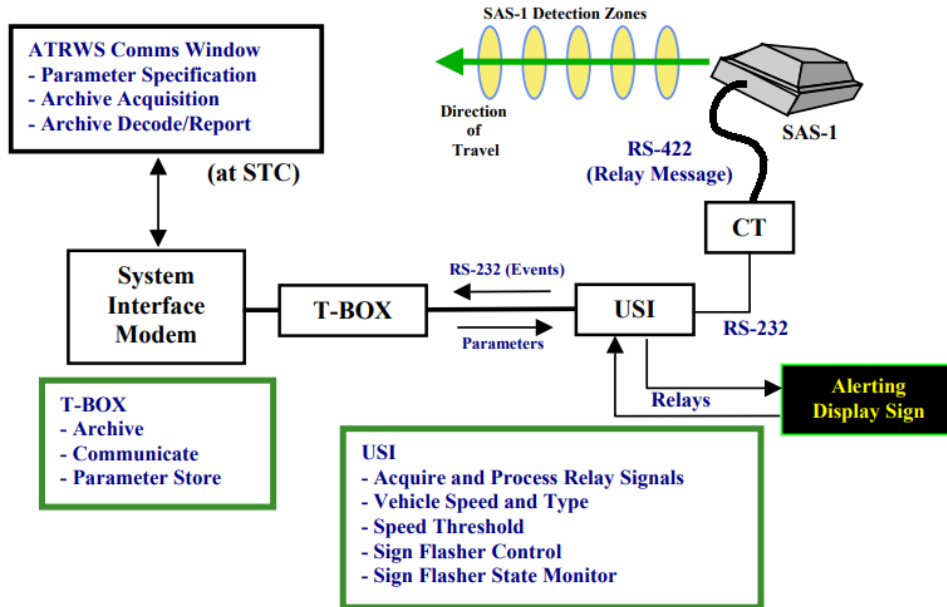 SAS-1 Detection Zones
ATRWS Comms Window
- Parameter Specification
- Archive Acquisition
- Archive Decode/Report
(at STC)
Direction
of
Travel
SAS-1
RS-422
(Relay Message)
CT
System
Interface
Modem
T-BOX
RS-232 (Events)
Parameters
USI
RS-232
Relays
Alerting
Display Sign
T-BOX
- Archive
- Communicate
- Parameter Store
USI
- Acquire and Process Relay Signals
- Vehicle Speed and Type
- Speed Threshold
- Sign Flasher Control
- Sign Flasher State Monitor